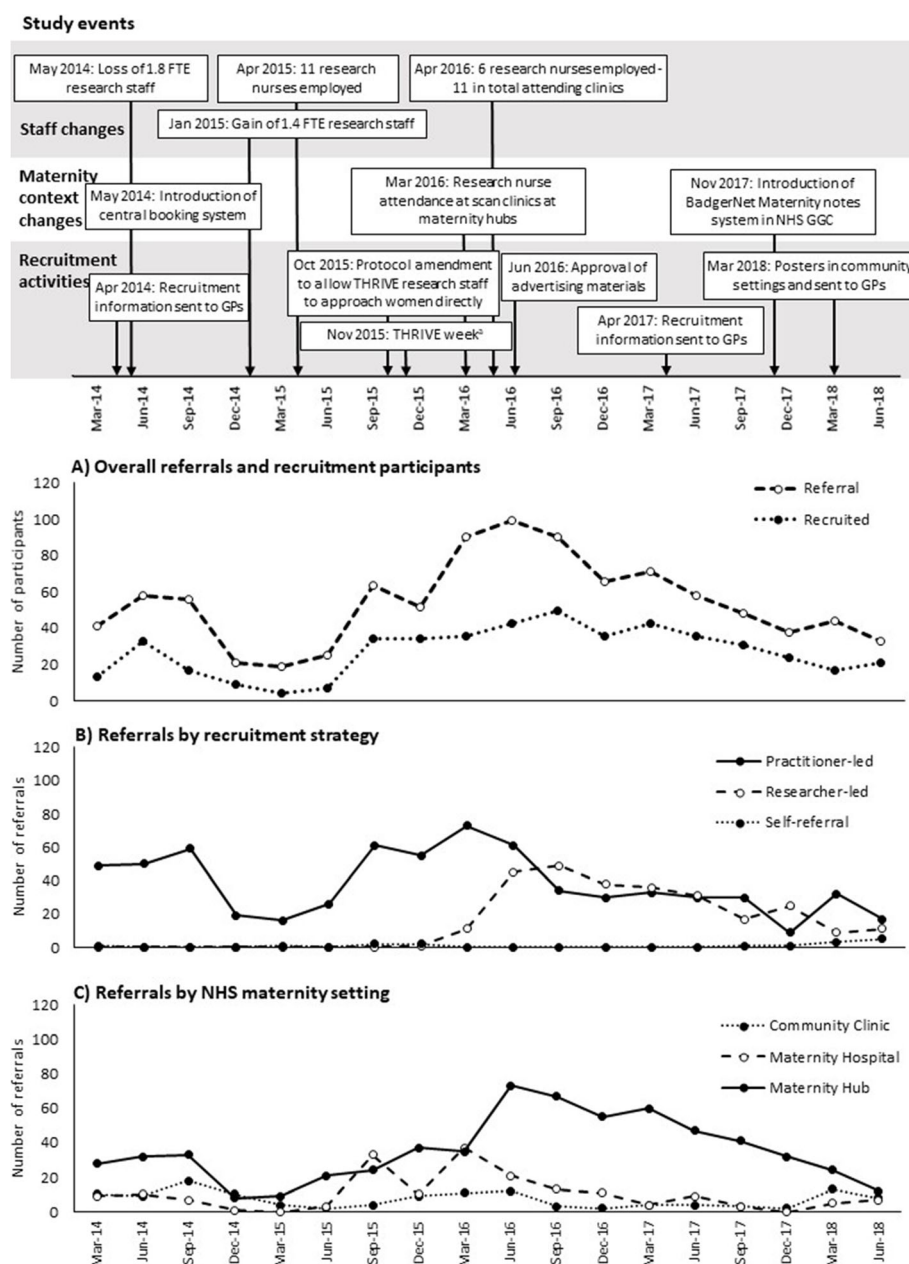 Study events
May 2014: Loss of 1.8 FTE
research staff
Apr 2015: 11 research
nurses employed
Apr 2016: 6 research nurses employed -
11 in total attending clinics
Staff changes
Jan 2015: Gain of 1.4 FTE research staff
Maternity
context
changes
May 2014: Introduction of
central booking system
Mar 2016: Research nurse
attendance at scan clinics at
maternity hubs
Nov 2017: Introduction of
BadgerNet Maternity notes
system in NHS GGC
Recruitment
activities
Apr 2014: Recruitment
information sent to GPs
Oct 2015: Protocol amendment
to allow THRIVE research staff
to approach women directly
Nov 2015: THRIVE weekª
Jun 2016: Approval of
advertising materials
Apr 2017: Recruitment
information sent to GPs
Mar 2018: Posters in community
settings and sent to GPs
Mar-14
Jun-14
Sep-14
Dec-14
Mar-15
Jun-15
Sep-15
Dec-15
Mar-16
Jun-16
Sep-16
Dec-16
Mar-17
Jun-17
Sep-17
Dec-17
Mar-18
Jun-18
A) Overall referrals and recruitment participants
Number of participants
120
100
80
60
40
20
0
Referral
Recruited
B) Referrals by recruitment strategy
Number of referrals
120
100
80
60
40
20
0
Practitioner-led
Researcher-led
Self-referral
C) Referrals by NHS maternity setting
Number of referrals
120
100
80
60
40
20
0
Community Clinic
Maternity Hospital
Maternity Hub
Mar-14
Jun-14
Sep-14
Dec-14
Mar-15
Jun-15
Sep-15
Dec-15
Mar-16
Jun-16
Sep-16
Dec-16
Mar-17
Jun-17
Sep-17
Dec-17
Mar-18
Jun-18